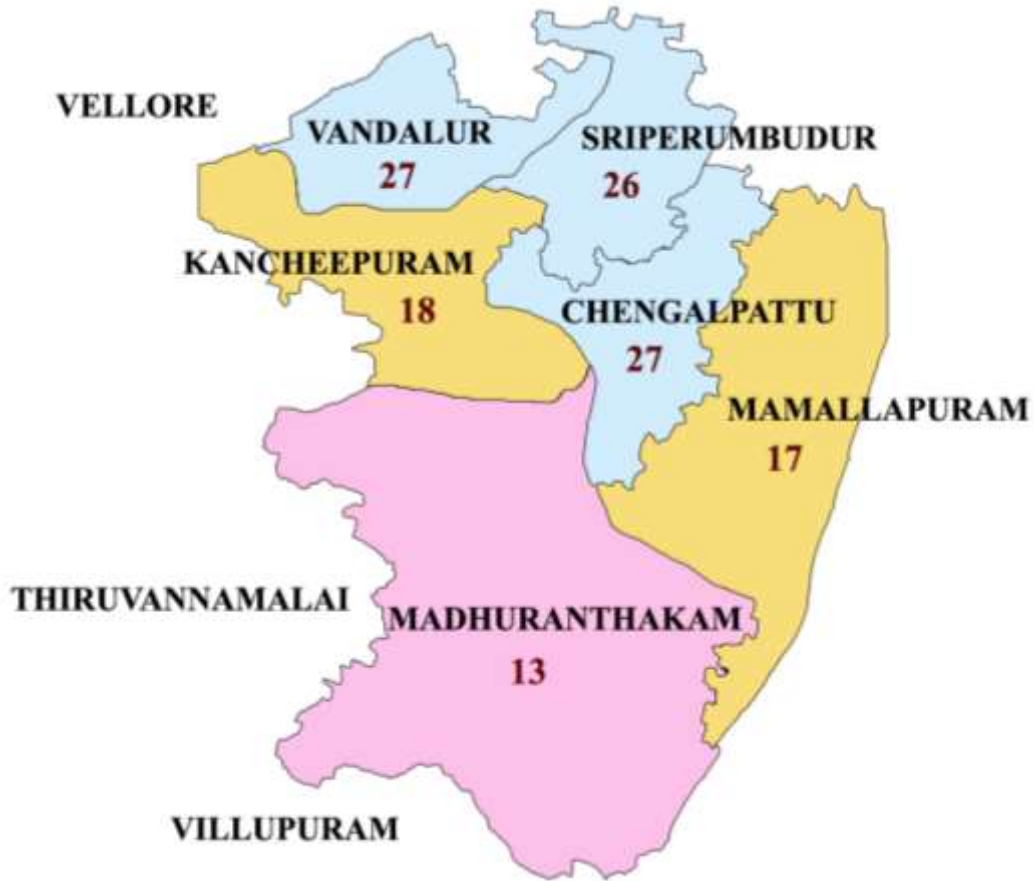 VELLORE
VANDALUR
27
SRIPERUMBUDUR
26
KANCHEEPURAM
18
CHENGALPATTU
27
MAMALLAPURAM
17
THIRUVANNAMALAI
MADHURANTHAKAM
13
VILLUPURAM